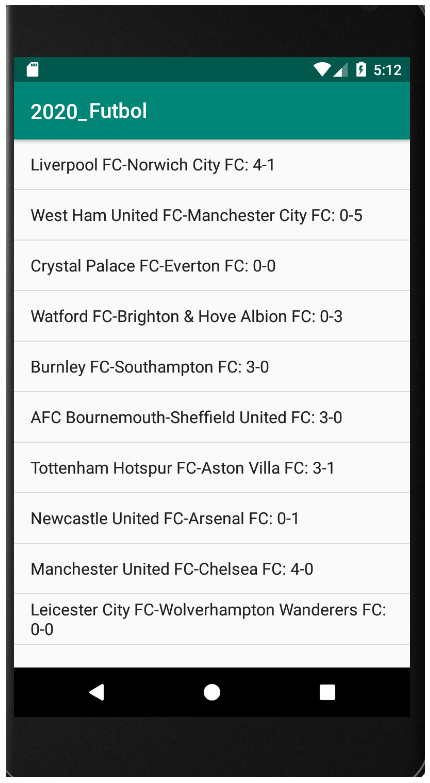 5:12
2020_Futbol
Liverpool FC-Norwich City FC: 4-1
West Ham United FC-Manchester City FC: 0-5
Crystal Palace FC-Everton FC: 0-0
Watford FC-Brighton & Hove Albion FC: 0-3
Burnley FC-Southampton FC: 3-0
AFC Bournemouth-Sheffield United FC: 3-0
Tottenham Hotspur FC-Aston Villa FC: 3-1
Newcastle United FC-Arsenal FC: 0-1
Manchester United FC-Chelsea FC: 4-0
Leicester City FC-Wolverhampton Wanderers FC:
0-0